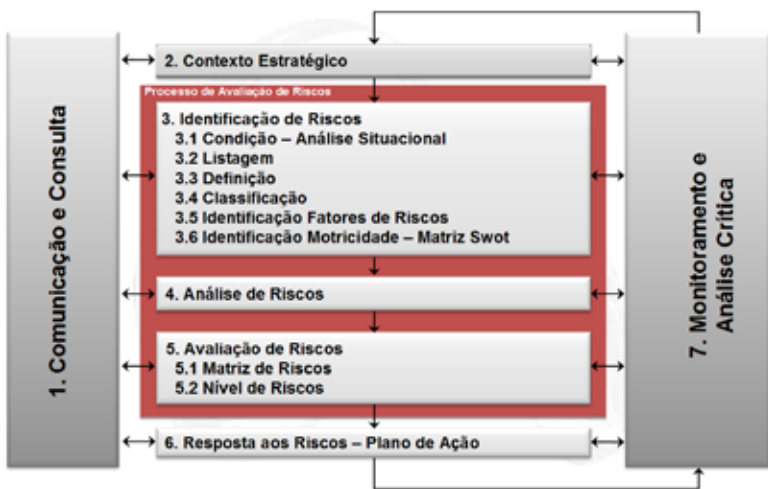 1. Comunicação e Consulta
2. Contexto Estratégico
Processo de Avaliação de Riscos
3. Identificação de Riscos
3.1 Condição – Análise Situacional
3.2 Listagem
3.3 Definição
3.4 Classificação
3.5 Identificação Fatores de Riscos
3.6 Identificação Motricidade – Matriz Swot
4. Análise de Riscos
5. Avaliação de Riscos
5.1 Matriz de Riscos
5.2 Nível de Riscos
6. Resposta aos Riscos – Plano de Ação
7. Monitoramento e
Análise Crítica